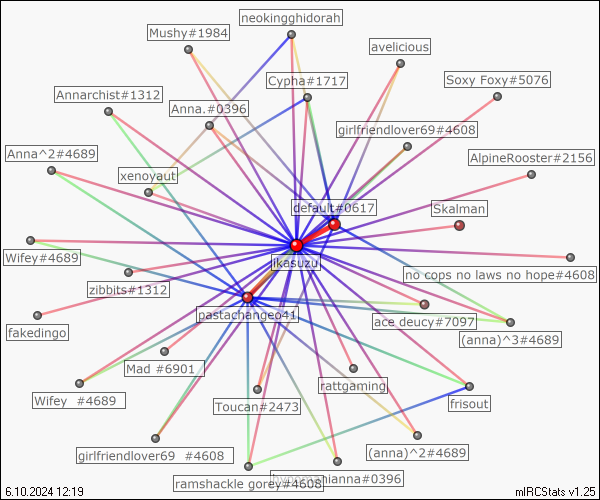 neokingghidorah
Mushy#1984
avelicious
Cypha#1717
Soxy Foxy#5076
Annarchist#1312
Anna.#0396
girlfriendlover69#4608
Anna^2#4689
AlpineRooster#2156
xenoyaut
default#0617
Skalman
Wifey#4689
ikasuzu
no cops no laws no hope#4608
zibbits#1312
pastachangeo41
ace deucy#7097
fakedingo
(anna)^3#4689
Mad #6901
rattgaming
Wifey #4689
Toucan#2473
frisout
girlfriendlover69 #4608
(anna)^2#4689
ramshackle gorey#4608
mianna#0396
6.10.2024 12:19
mIRCStats v1.25